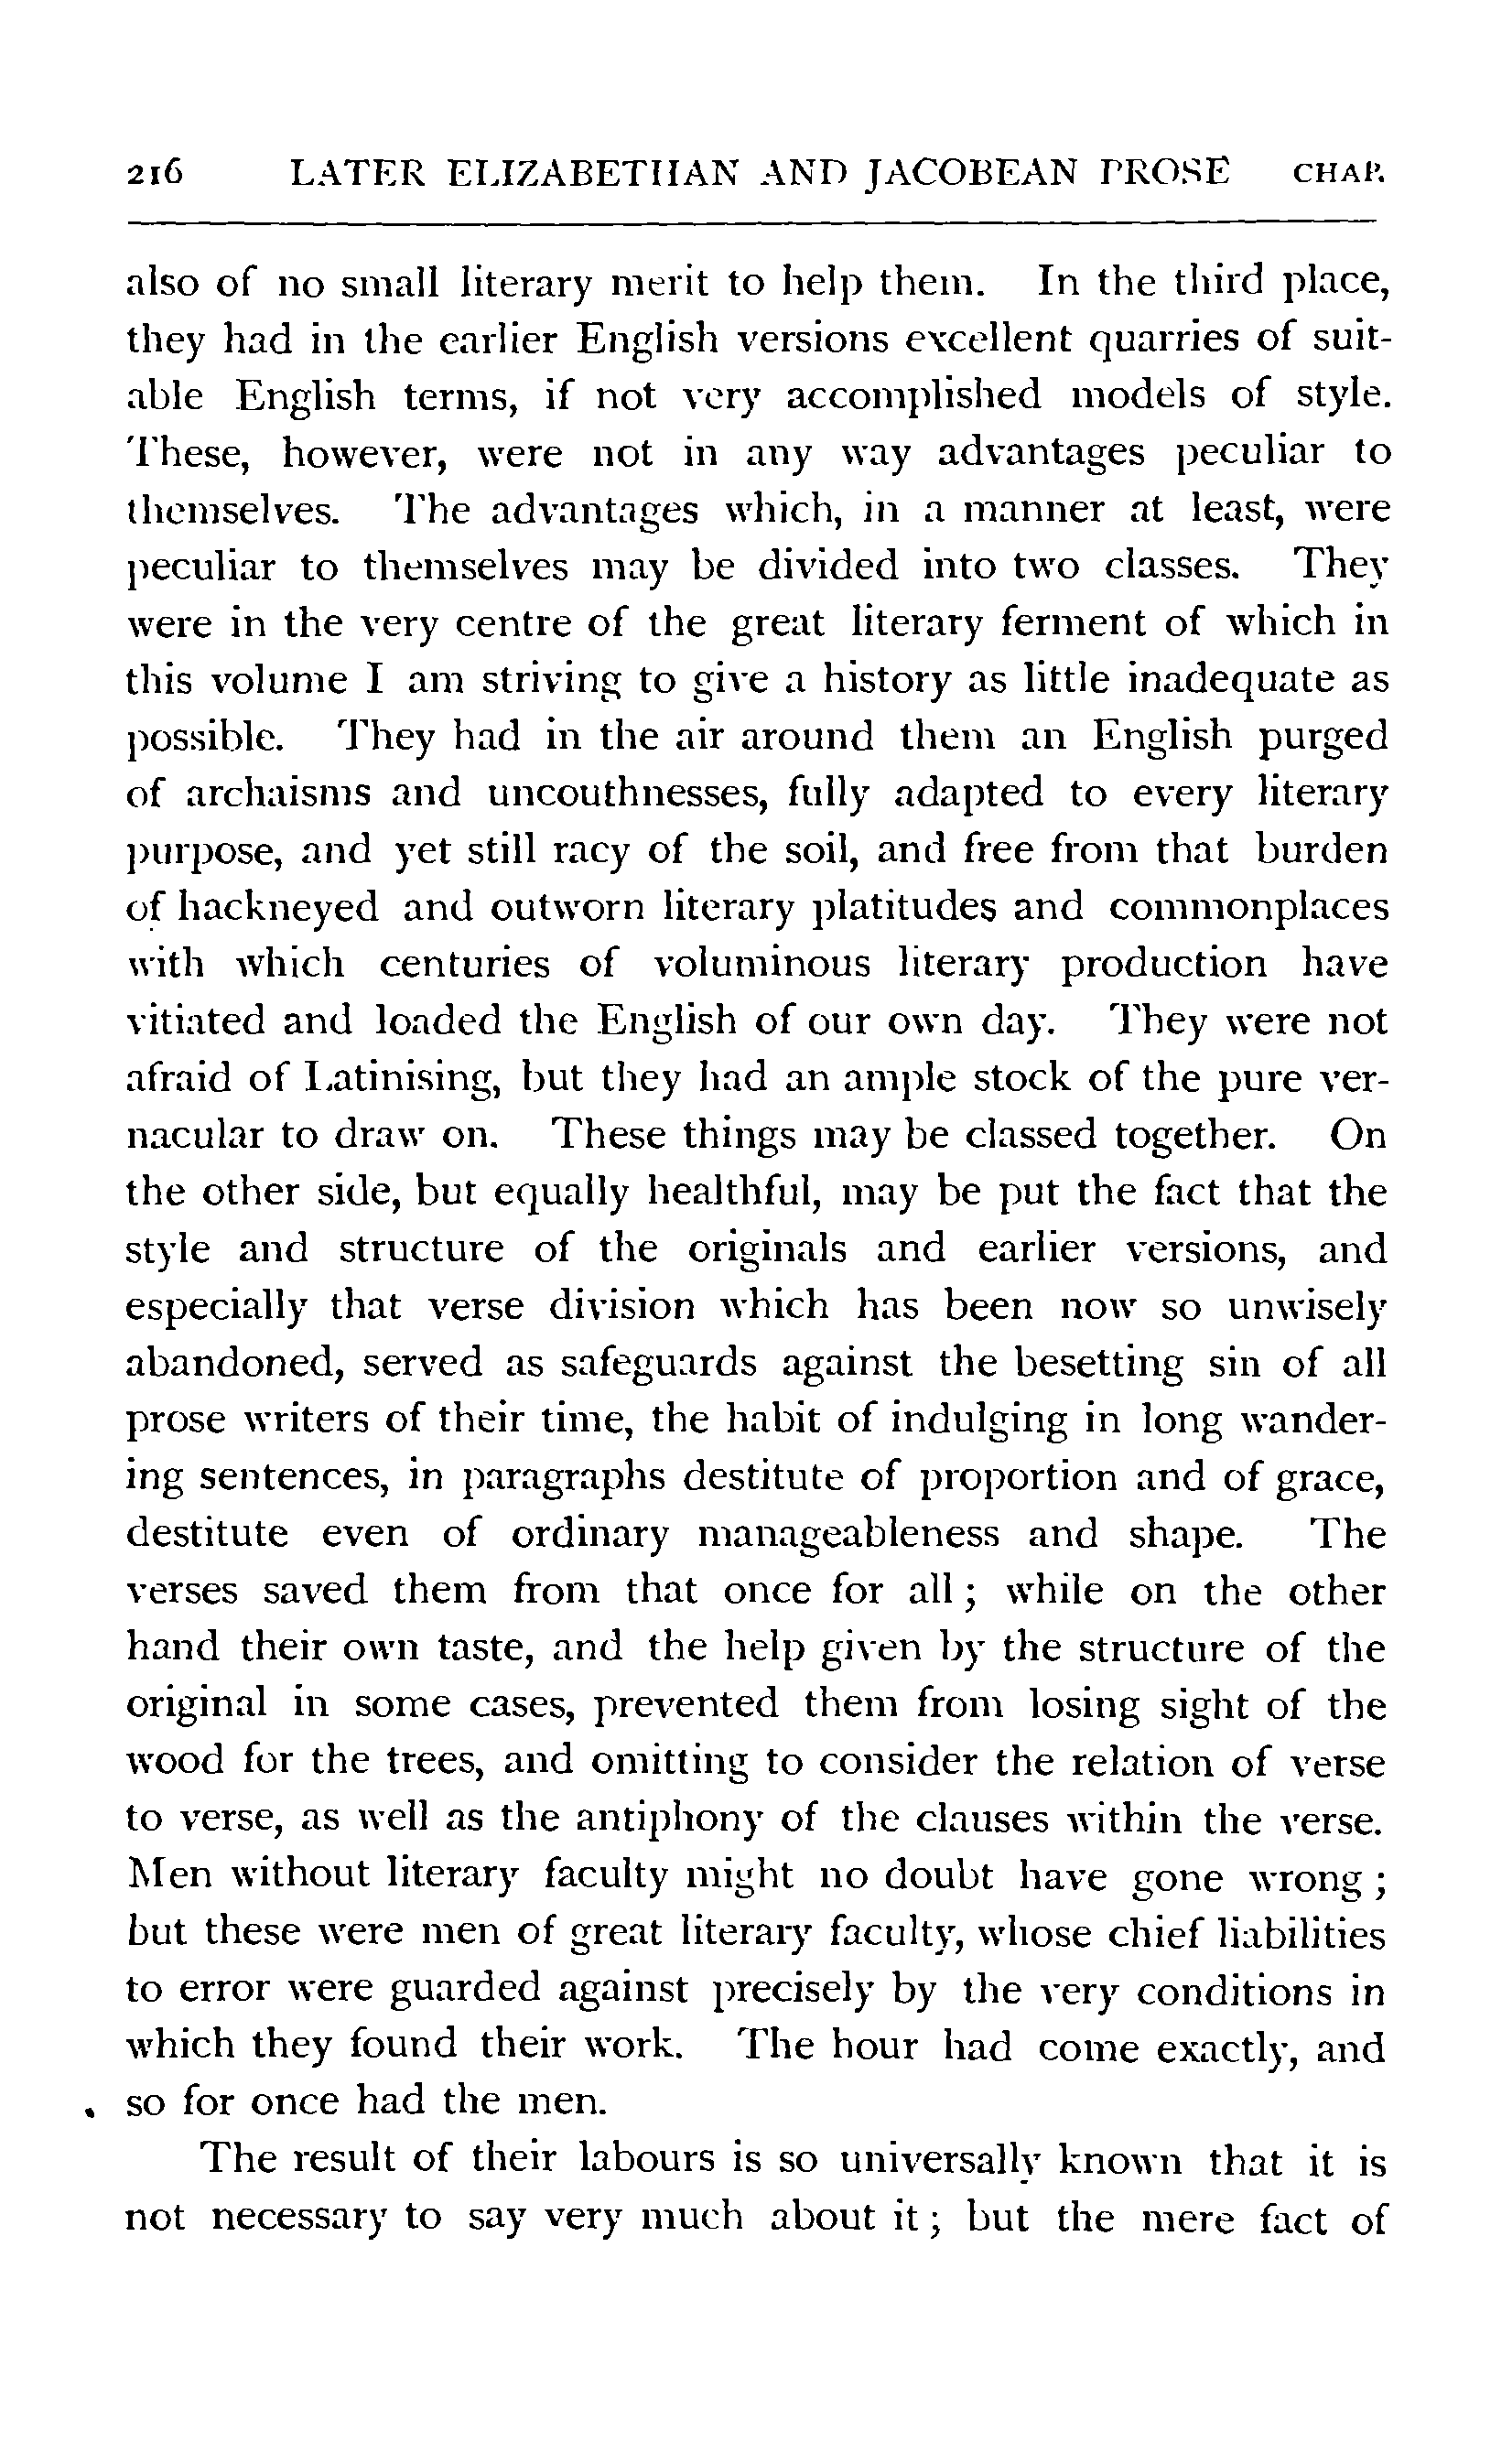 216 LATER ELIZABETHAN AND JACOBEAN PROSE CHAP.
also of no small literary merit to help them. In the third place,
they had in the earlier English versions excellent quarries of suit-
able English terms, if not very accomplished models of style.
These, however, were not in any way advantages peculiar to
themselves. The advantages which, in a manner at least, were
peculiar to themselves may be divided into two classes. They
were in the very centre of the great literary ferment of which in
this volume I am striving to give a history as little inadequate as
possible. They had in the air around them an English purged
of archaisms and uncouthnesses, fully adapted to every literary
purpose, and yet still racy of the soil, and free from that burden
of hackneyed and outworn literary platitudes and commonplaces
with which centuries of voluminous literary production have
vitiated and loaded the English of our own day. They were not
afraid of Latinising, but they had an ample stock of the pure ver-
nacular to draw on. These things may be classed together. On
the other side, but equally healthful, may be put the fact that the
style and structure of the originals and earlier versions, and
especially that verse division which has been now so unwisely
abandoned, served as safeguards against the besetting sin of all
prose writers of their time, the habit of indulging in long wander-
ing sentences, in paragraphs destitute of proportion and of grace,
destitute even of ordinary manageableness and shape. The
verses saved them from that once for all; while on the other
hand their own taste, and the help given by the structure of the
original in some cases, prevented them from losing sight of the
wood for the trees, and omitting to consider the relation of verse
to verse, as well as the antiphony of the clauses within the verse.
Men without literary faculty might no doubt have gone wrong;
but these were men of great literary faculty, whose chief liabilities
to error were guarded against precisely by the very conditions in
which they found their work. The hour had come exactly, and
so for once had the men.
The result of their labours is so universally known that it is
not necessary to say very much about it; but the mere fact of